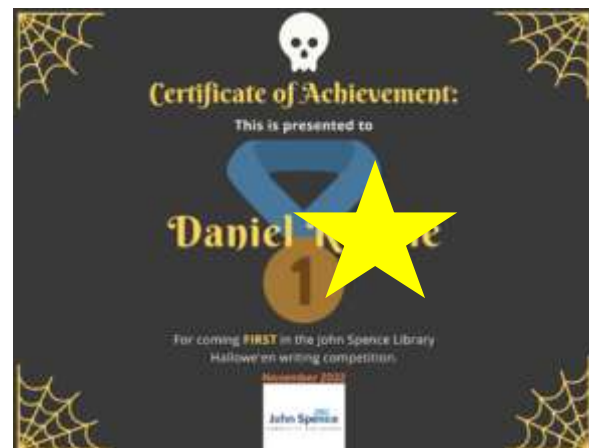 Certificate of Achievement:
This is presented to
Daniel
1
For coming FIRST in the John Spence Library
Hallowe'en writing competition.
November 2022
John Spence